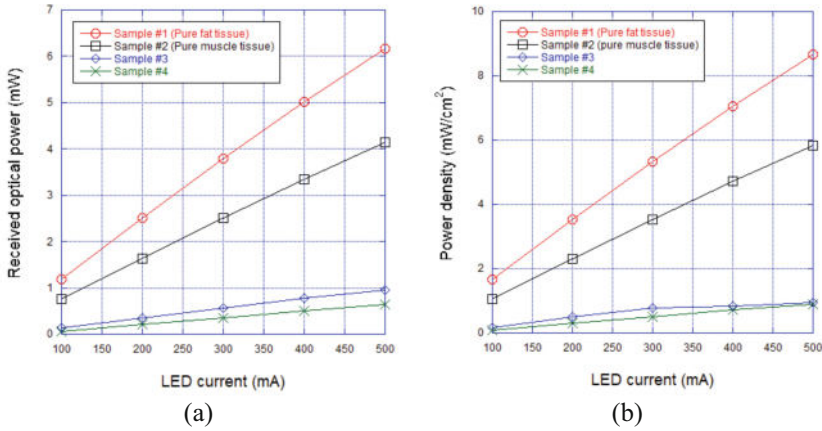 7
6
5
4
3
2
1
0
Received optical power (mW)
Sample #1 (Pure fat tissue)
Sample #2 (Pure muscle tissue)
Sample #3
Sample #4
100 150 200 250 300 350 400 450 500
LED current (mA)
(a)
10
8
6
4
2
0
Power density (mW/cm²)
Sample #1 (Pure fat tissue)
Sample #2 (pure muscle tissue)
Sample #3
Sample #4
100 150 200 250 300 350 400 450 500
LED current (mA)
(b)